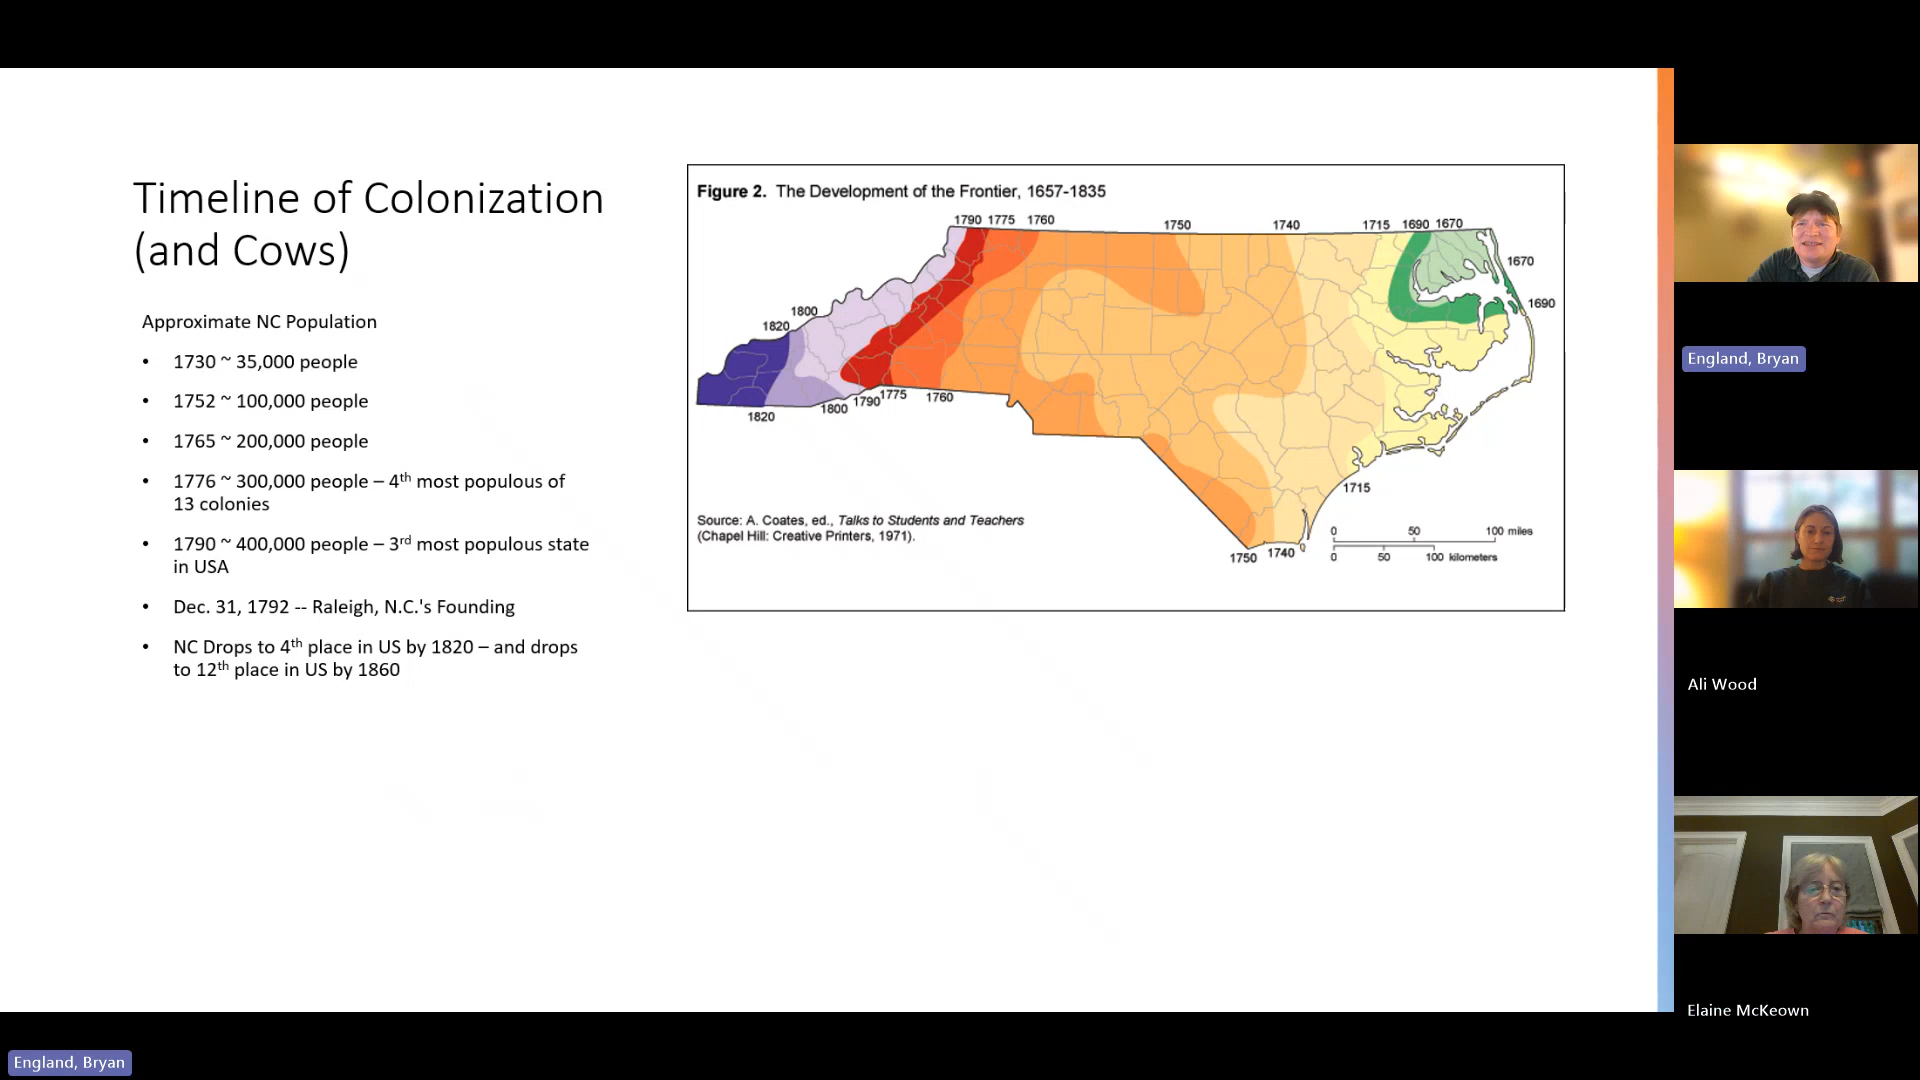 Timeline of Colonization
(and Cows)
Approximate NC Population
• 1730 ~ 35,000 people
• 1752 ~ 100,000 people
• 1765 ~ 200,000 people
• 1776 ~ 300,000 people – 4th most populous of
13 colonies
• 1790 ~ 400,000 people – 3rd most populous state
in USA
• Dec. 31, 1792 -- Raleigh, N.C.'s Founding
• NC Drops to 4th place in US by 1820 – and drops
to 12th place in US by 1860
Figure 2. The Development of the Frontier, 1657-1835
1790 1775 1760 1750 1740 1715 1690 1670
1670
1690
1800
1820
1820 1800 1790 1775 1760
1715
1750 1740
Source: A. Coates, ed., Talks to Students and Teachers
(Chapel Hill: Creative Printers, 1971).
0 50 100 miles
0 50 100 kilometers
England, Bryan
Ali Wood
Elaine McKeown
England, Bryan